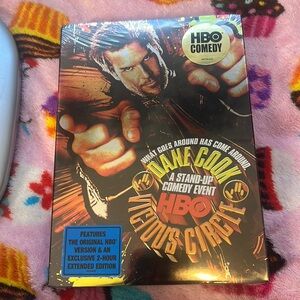 HBO
COMEDY
WHAT GOES AROUND HAS COME AROUND
DANE COOK
A STAND-UP
COMEDY EVENT
HBO
VICIOUS CIRCLE
FEATURES
THE ORIGINAL HBO
VERSION & AN
EXCLUSIVE 2-HOUR
EXTENDED EDITION